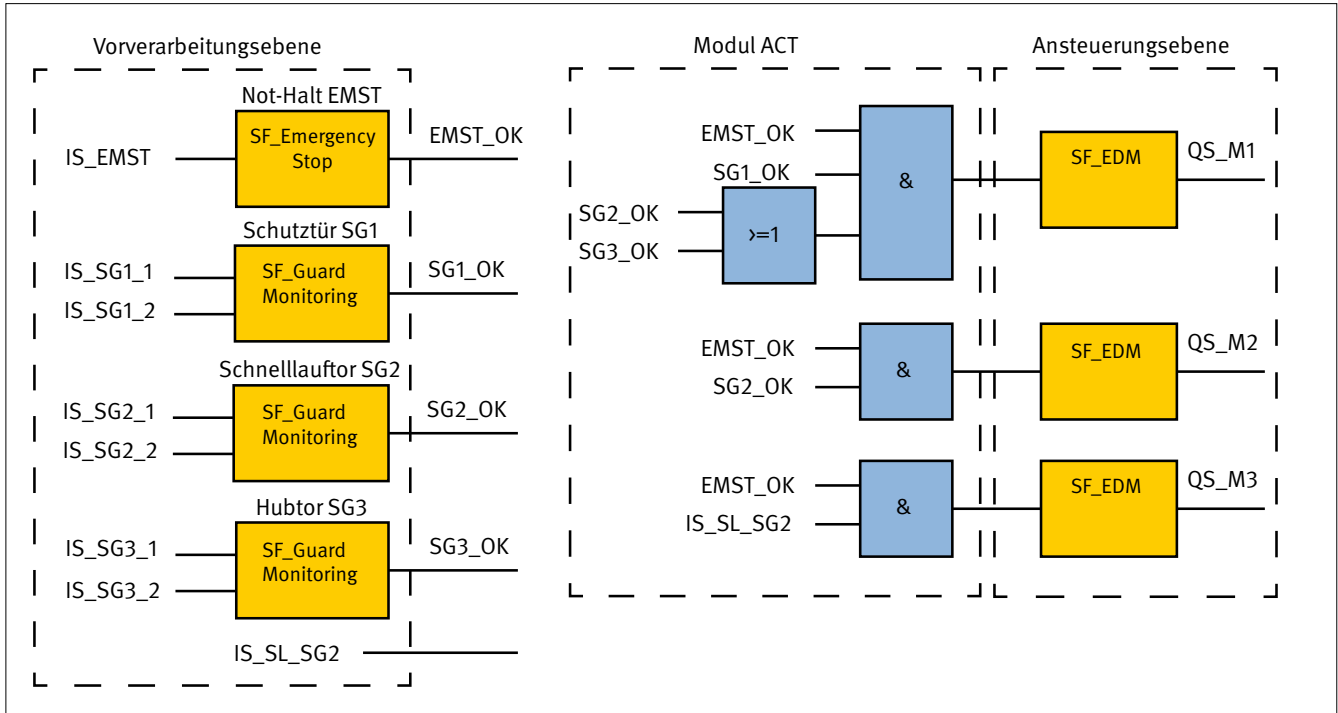 Vorverarbeitungsebene
Not-Halt EMST
IS_EMST
SF_Emergency
Stop
EMST_OK
Schutztür SG1
IS_SG1_1
IS_SG1_2
SF_Guard
Monitoring
SG1_OK
Schnelllauftor SG2
IS_SG2_1
IS_SG2_2
SF_Guard
Monitoring
SG2_OK
Hubtor SG3
IS_SG3_1
IS_SG3_2
SF_Guard
Monitoring
SG3_OK
IS_SL_SG2
Modul ACT
EMST_OK
SG1_OK
SG2_OK
SG3_OK
>=1
&
EMST_OK
SG2_OK
&
EMST_OK
IS_SL_SG2
&
Ansteuerungsebene
SF_EDM
QS_M1
SF_EDM
QS_M2
SF_EDM
QS_M3